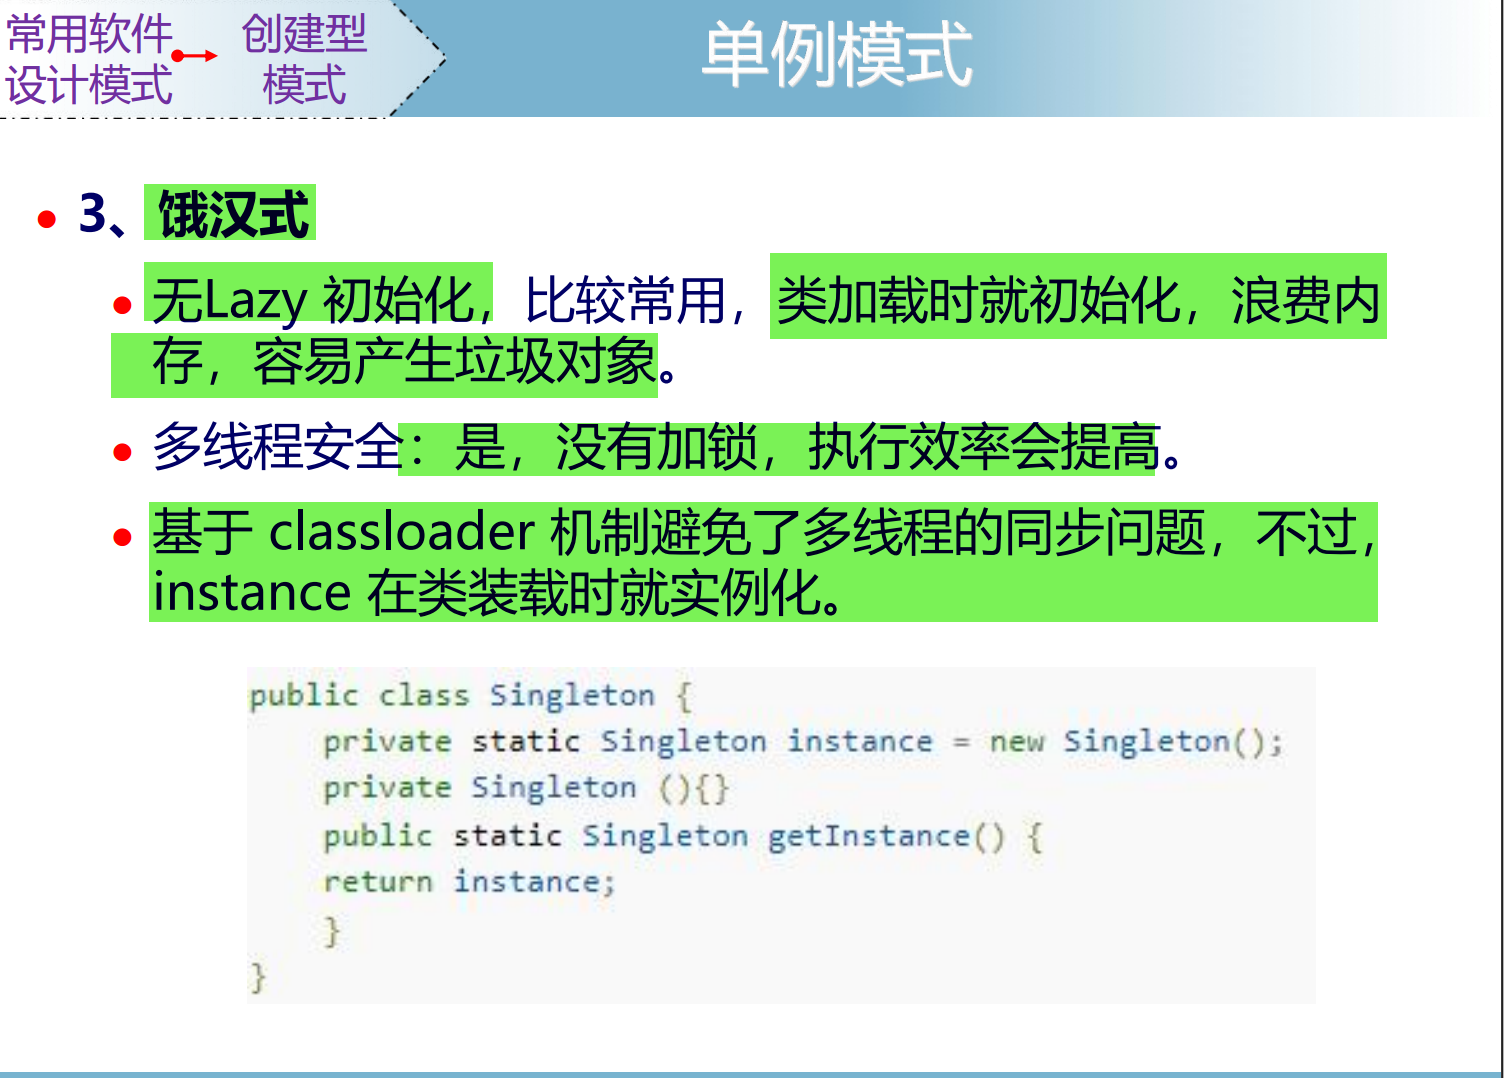 常用软件
设计模式
创建型
模式
单例模式
3、饿汉式
无Lazy 初始化，比较常用，类加载时就初始化，浪费内
存，容易产生垃圾对象。
多线程安全：是，没有加锁，执行效率会提高。
基于 classloader 机制避免了多线程的同步问题，不过，
instance 在类装载时就实例化。
public class Singleton {
    private static Singleton instance = new Singleton();
    private Singleton (){}
    public static Singleton getInstance() {
    return instance;
    }
}